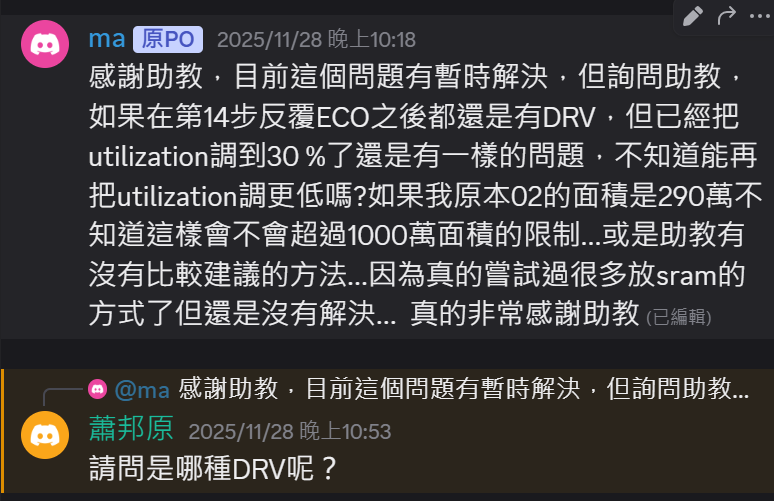 ma 原PO 2025/11/28 晚上10:18
感謝助教，目前這個問題有暫時解決，但詢問助教，
如果在第14步反覆ECO之後都還是有DRV，但已經把
utilization調到30 %了還是有一樣的問題，不知道能再
把utilization調更低嗎?如果我原本02的面積是290萬不
知道這樣會不會超過1000萬面積的限制...或是助教有
沒有比較建議的方法...因為真的嘗試過很多放sram的
方式了但還是沒有解決... 真的非常感謝助教 (已編輯)
@ma 感謝助教，目前這個問題有暫時解決，但詢問助教...
蕭邦原 2025/11/28 晚上10:53
請問是哪種DRV呢？